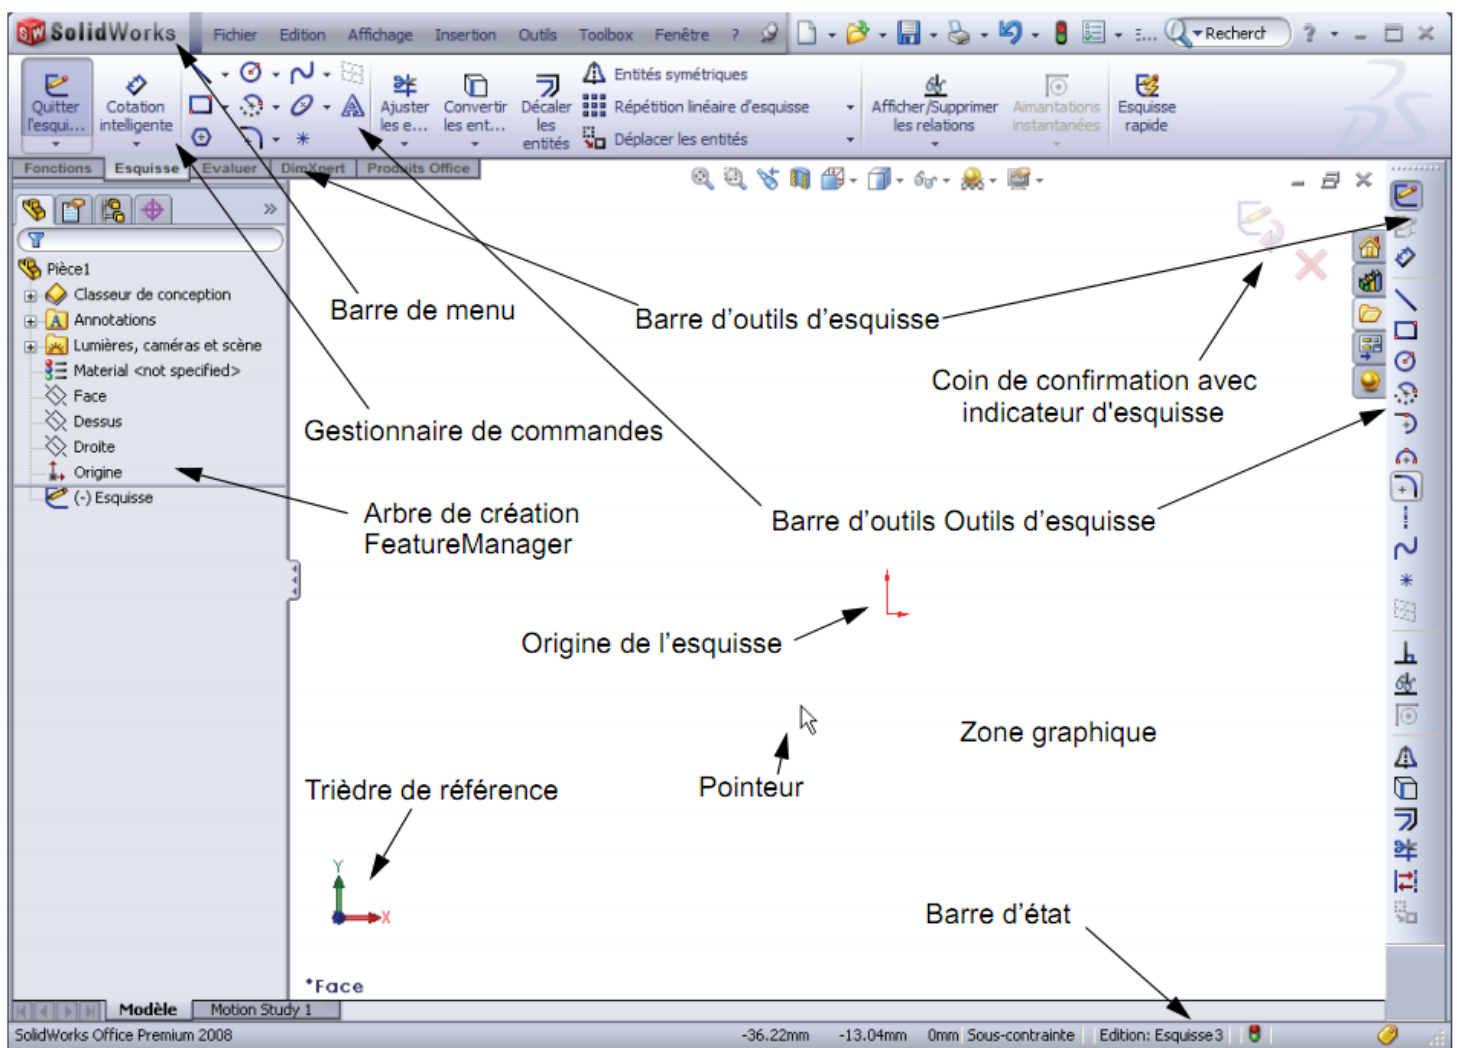 SolidWorks Fichier Edition Affichage Insertion Outils Toolbox Fenêtre ? Recherct ?
Quitter l'esqui...
Cotation intelligente
Ajuster les e...
Convertir les ent...
Décaler les entités
Entités symétriques
Répétition linéaire d'esquisse
Déplacer les entités
Afficher/Supprimer les relations
Aimantations instantanées
Esquisse rapide
Fonctions Esquisse Evaluer DimXpert Produits Office
Pièce1
Classeur de conception
Annotations
Lumières, caméras et scène
Material <not specified>
Face
Dessus
Droite
Origine
(-) Esquisse
Barre de menu
Barre d'outils d'esquisse
Coin de confirmation avec
indicateur d'esquisse
Gestionnaire de commandes
Arbre de création
FeatureManager
Barre d'outils Outils d'esquisse
Origine de l'esquisse
Zone graphique
Pointeur
Trièdre de référence
Y
X
Barre d'état
*Face
Modèle Motion Study 1
SolidWorks Office Premium 2008 -36.22mm -13.04mm 0mm Sous-contrainte Edition: Esquisse3